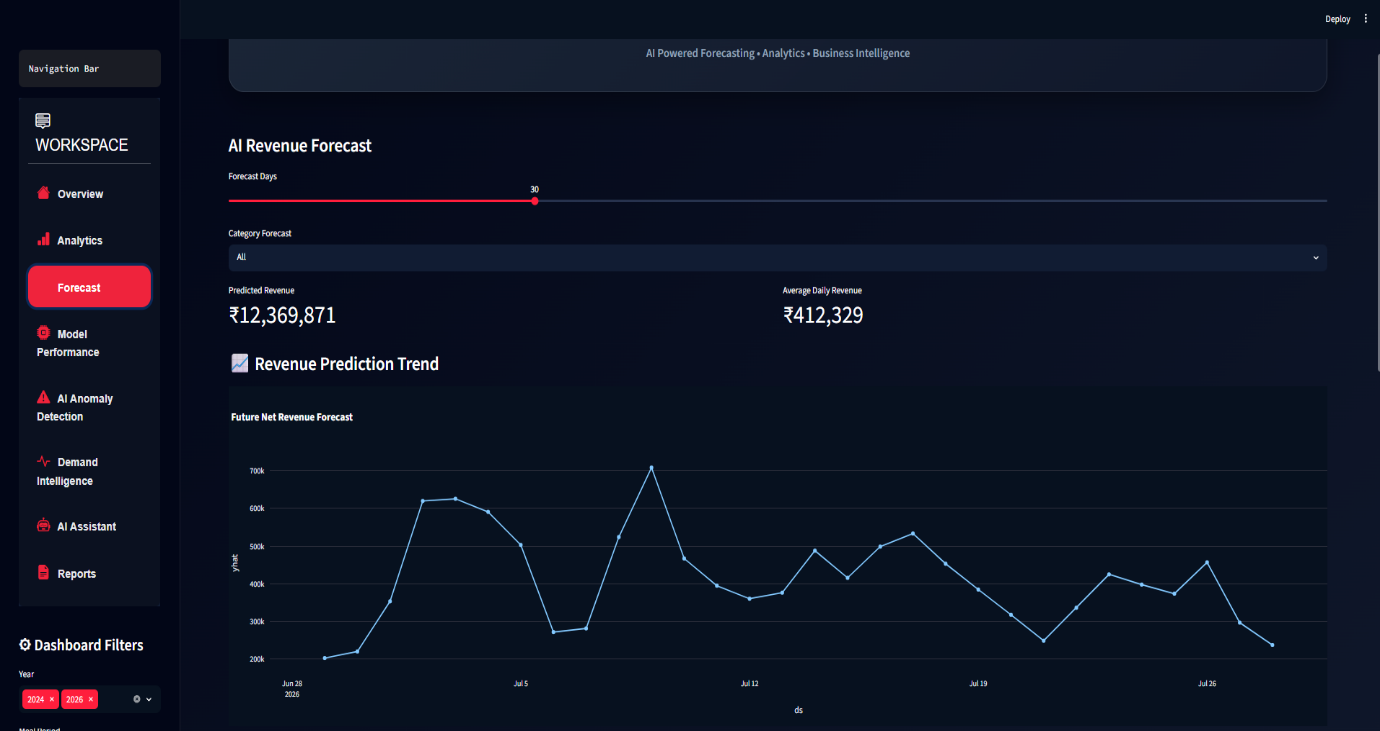 Deploy
Navigation Bar
WORKSPACE
Overview
Analytics
Forecast
Model
Performance
AI Anomaly
Detection
Demand
Intelligence
AI Assistant
Reports
Dashboard Filters
Year
2024 × 2026 ×
AI Powered Forecasting • Analytics • Business Intelligence
AI Revenue Forecast
Forecast Days
30
Category Forecast
All
Predicted Revenue
₹12,369,871
Average Daily Revenue
₹412,329
Revenue Prediction Trend
Future Net Revenue Forecast
700k
600k
500k
400k
300k
200k
yhat
Jun 28
2026
Jul 5
Jul 12
Jul 19
Jul 26
ds